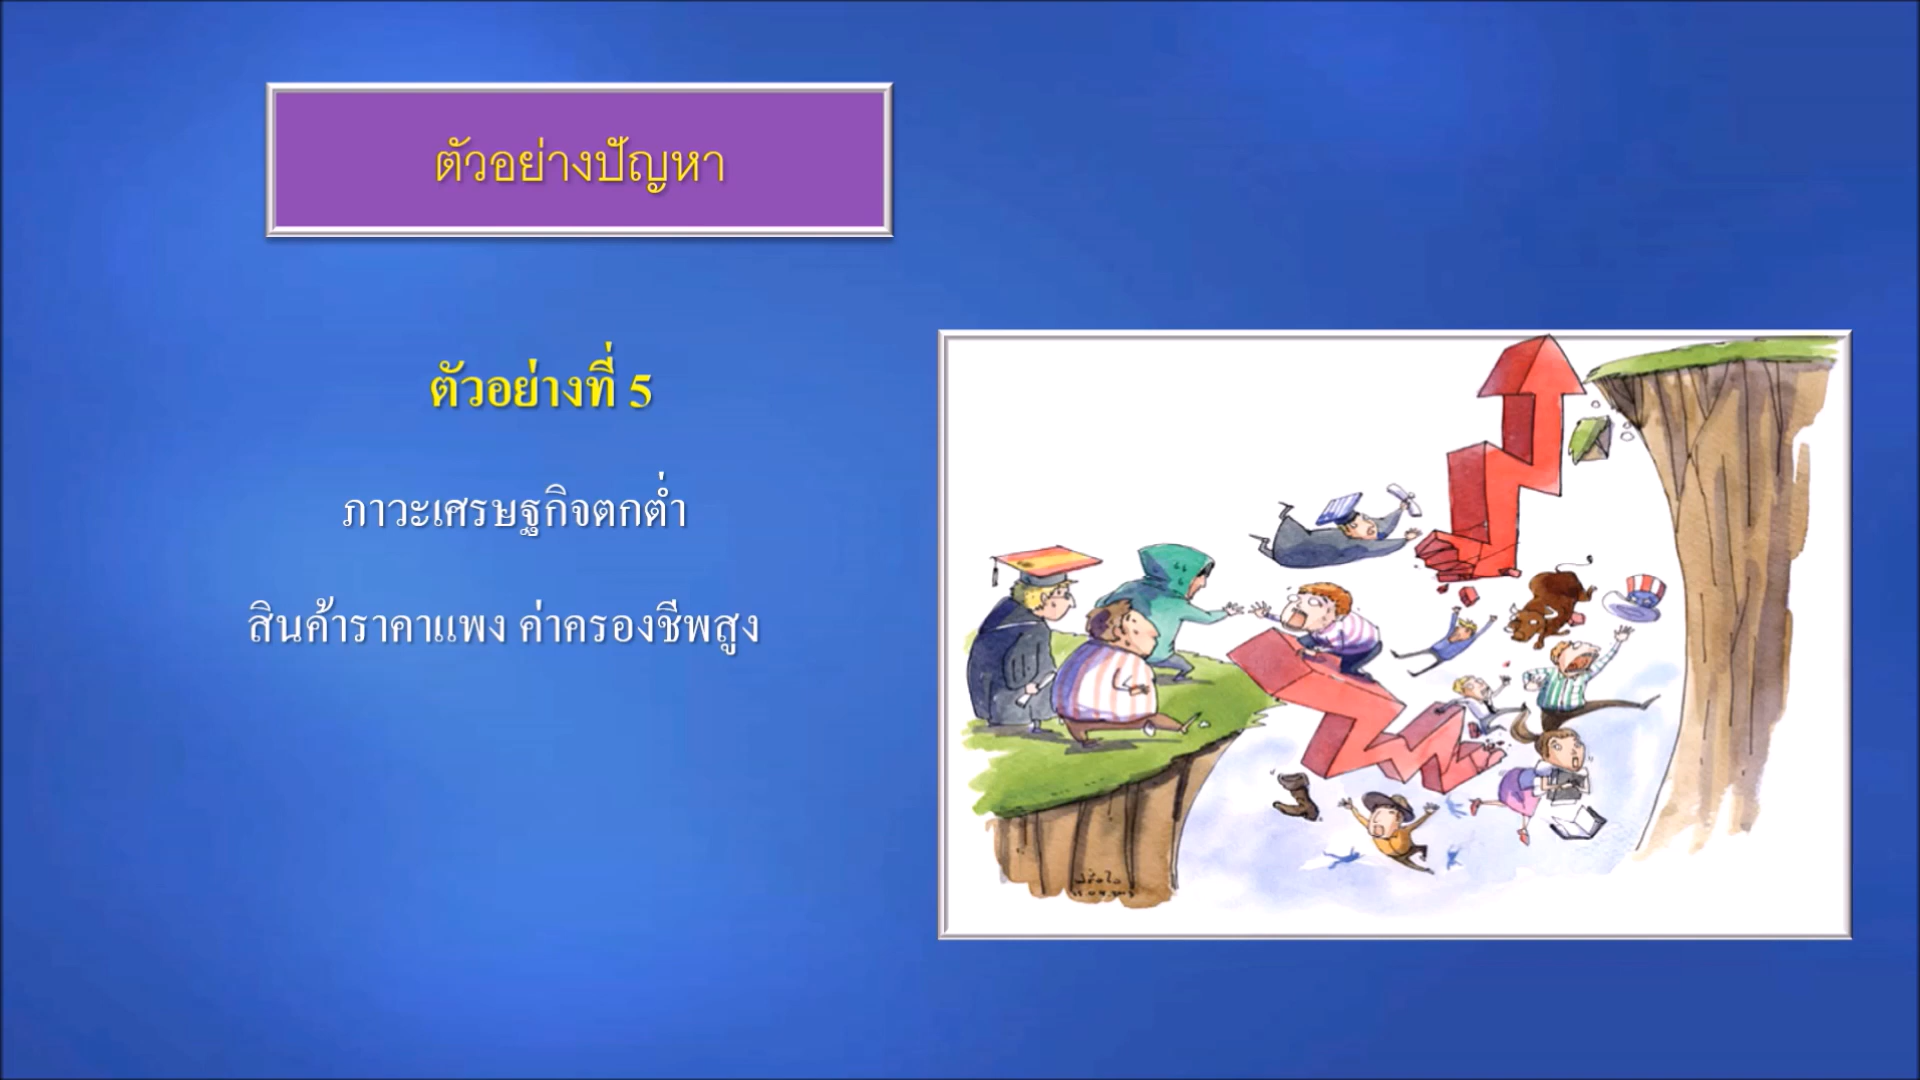 ตัวอย่างปัญหา
ตัวอย่างที่ 5
ภาวะเศรษฐกิจตกต่ำ
สินค้าราคาแพง ค่าครองชีพสูง